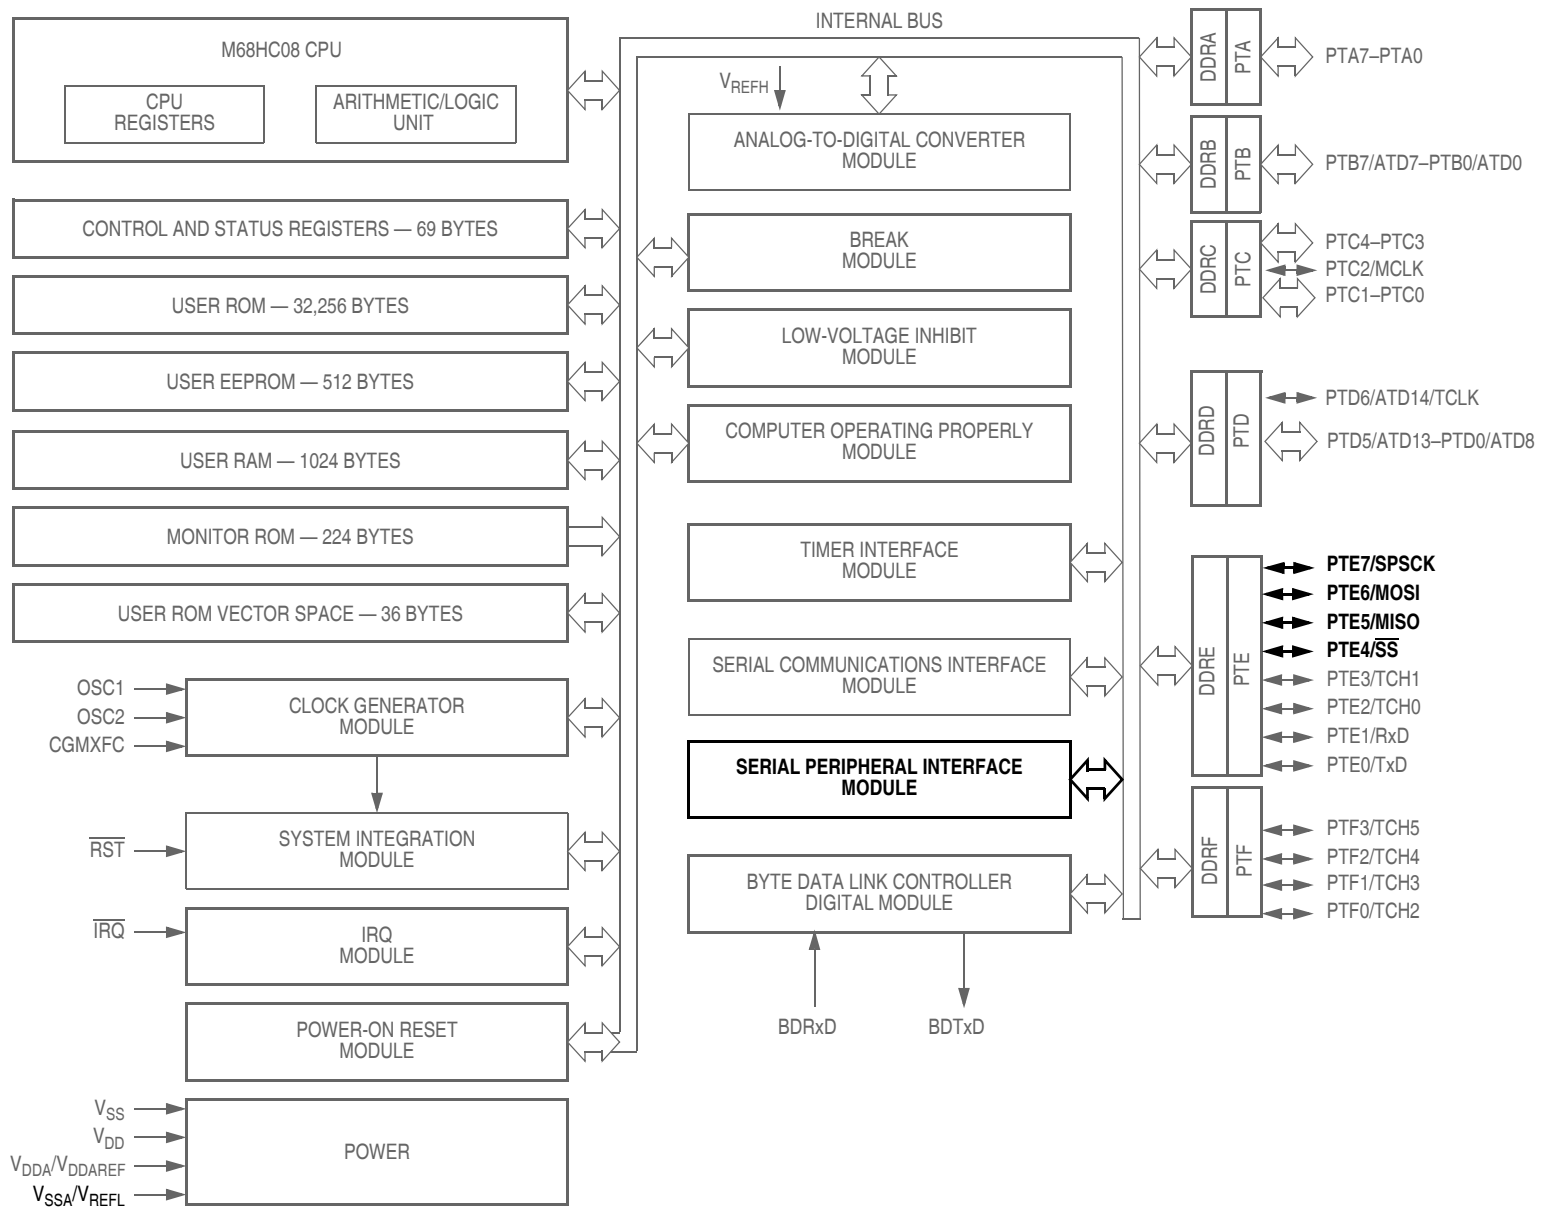 INTERNAL BUS
M68HC08 CPU
CPU
REGISTERS
ARITHMETIC/LOGIC
UNIT
CONTROL AND STATUS REGISTERS — 69 BYTES
USER ROM — 32,256 BYTES
USER EEPROM — 512 BYTES
USER RAM — 1024 BYTES
MONITOR ROM — 224 BYTES
USER ROM VECTOR SPACE — 36 BYTES
OSC1
OSC2
CGMXFC
CLOCK GENERATOR
MODULE
RST
SYSTEM INTEGRATION
MODULE
IRQ
IRQ
MODULE
POWER-ON RESET
MODULE
VSS
VDD
VDDA/VDDAREF
VSSA/VREFL
POWER
VREFH
ANALOG-TO-DIGITAL CONVERTER
MODULE
BREAK
MODULE
LOW-VOLTAGE INHIBIT
MODULE
COMPUTER OPERATING PROPERLY
MODULE
TIMER INTERFACE
MODULE
SERIAL COMMUNICATIONS INTERFACE
MODULE
SERIAL PERIPHERAL INTERFACE
MODULE
BYTE DATA LINK CONTROLLER
DIGITAL MODULE
BDRxD
BDTxD
DDRA
PTA
PTA7–PTA0
DDRB
PTB
PTB7/ATD7–PTB0/ATD0
DDRC
PTC
PTC4–PTC3
PTC2/MCLK
PTC1–PTC0
DDRD
PTD
PTD6/ATD14/TCLK
PTD5/ATD13–PTD0/ATD8
DDRE
PTE
PTE7/SPSCK
PTE6/MOSI
PTE5/MISO
PTE4/SS
PTE3/TCH1
PTE2/TCH0
PTE1/RxD
PTE0/TxD
DDRF
PTF
PTF3/TCH5
PTF2/TCH4
PTF1/TCH3
PTF0/TCH2